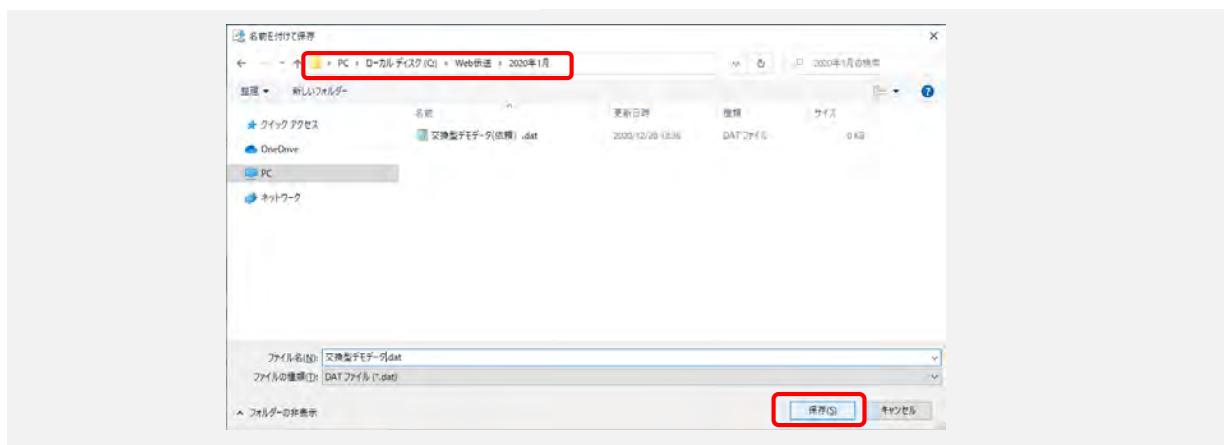 名前を付けて保存
PC › ローカル ディスク (C:) › Web伝送 › 2020年1月
2020年1月の検索
整理 新しいフォルダー
名前 更新日時 種類 サイズ
クイック アクセス
交換型デモデータ(依頼) .dat DAT ファイル 0 KB
OneDrive
PC
ネットワーク
ファイル名(N): 交換型デモデータ.dat
ファイルの種類(T): DAT ファイル (*.dat)
フォルダーの非表示 保存(S) キャンセル